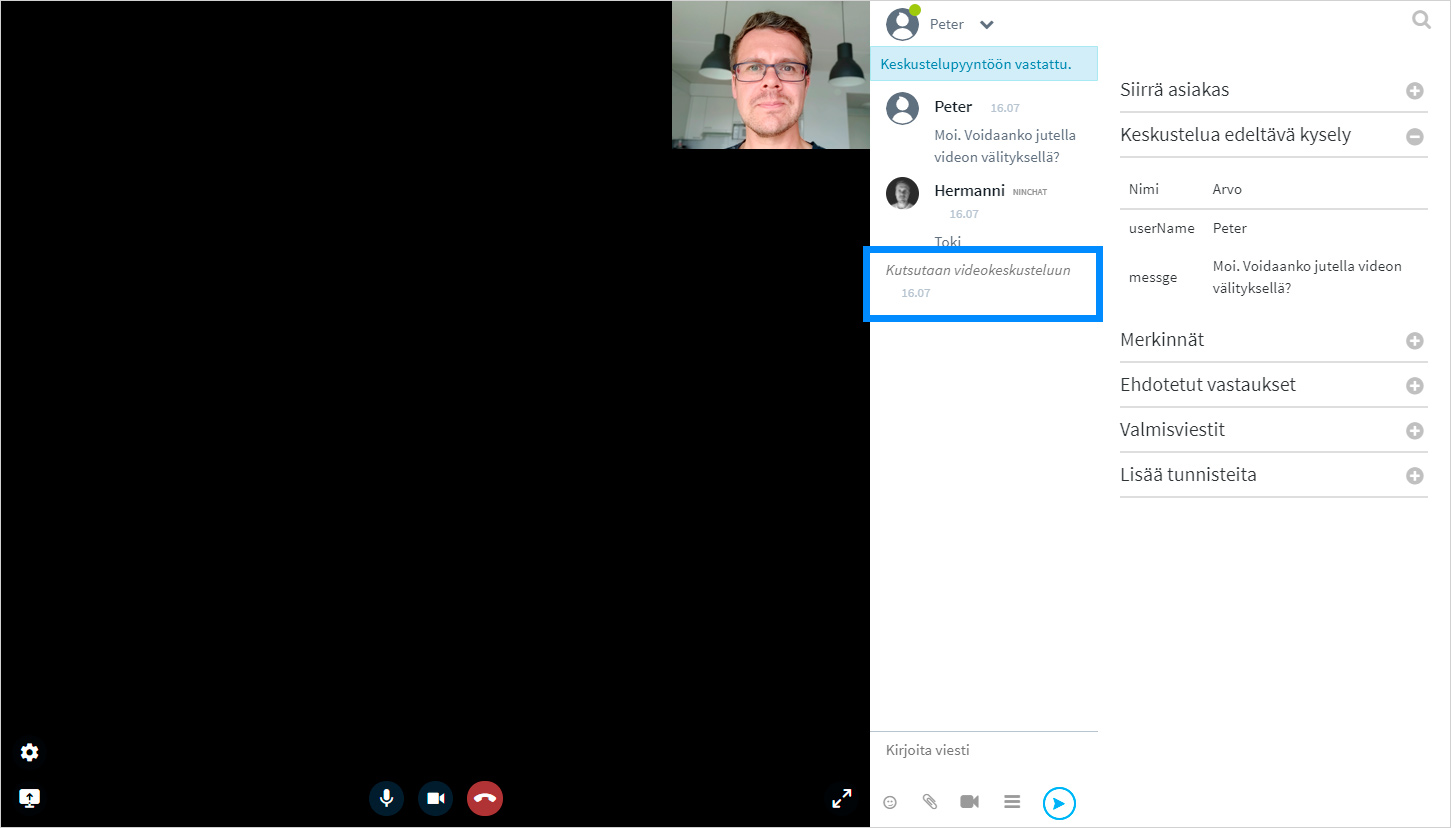 Peter
Keskustelupyyntöön vastattu.
Peter 16.07
Moi. Voidaanko jutella
videon välityksellä?
Hermanni NINCHAT
16.07
Toki
Kutsutaan videokeskusteluun
16.07
Kirjoita viesti
Siirrä asiakas
Keskustelua edeltävä kysely
Nimi Arvo
userName Peter
messge Moi. Voidaanko jutella videon
välityksellä?
Merkinnät
Ehdotetut vastaukset
Valmisviestit
Lisää tunnisteita